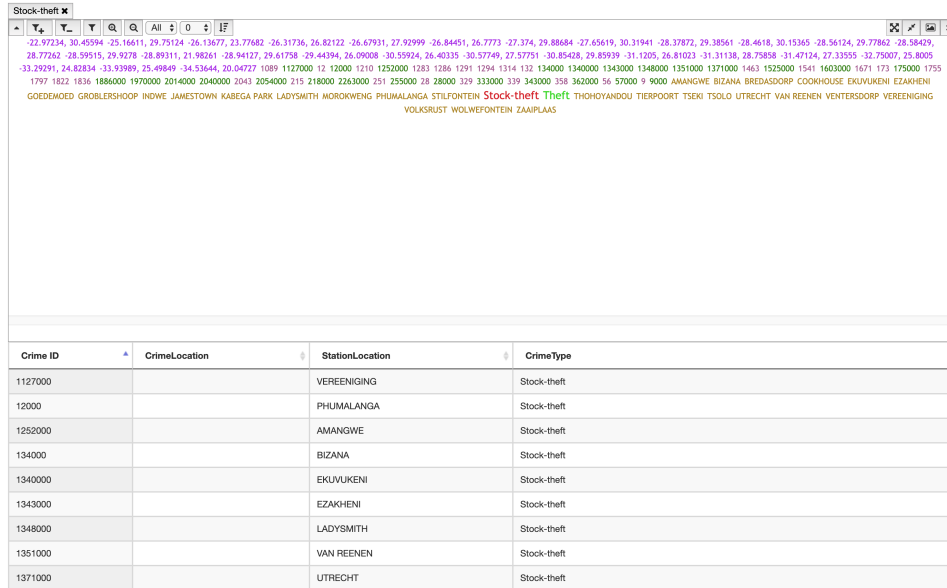 Stock-theft ✖
All 0
-22.97234, 30.45594 -25.16611, 29.75124 -26.13677, 23.77682 -26.31736, 26.82122 -26.67931, 27.92999 -26.84451, 26.7773 -27.374, 29.88684 -27.65619, 30.31941 -28.37872, 29.38561 -28.4618, 30.15365 -28.56124, 29.77862 -28.58429,
28.77262 -28.59515, 29.9278 -28.89311, 21.98261 -28.94127, 29.61758 -29.44394, 26.09008 -30.55924, 26.40335 -30.57749, 27.57751 -30.85428, 29.85939 -31.1205, 26.81023 -31.31138, 28.75858 -31.47124, 27.33555 -32.75007, 25.8005
-33.29291, 24.82834 -33.93989, 25.49849 -34.53644, 20.04727 1089 1127000 12 12000 1210 1252000 1283 1286 1291 1294 1314 132 134000 1340000 1343000 1348000 1351000 1371000 1463 1525000 1541 1603000 1671 173 175000 1755
1797 1822 1836 1886000 1970000 2014000 2040000 2043 2054000 215 218000 2263000 251 255000 28 28000 329 333000 339 343000 358 362000 56 57000 9 9000 AMANGWE BIZANA BREDASDORP COOKHOUSE EKUVUKENI EZAKHENI
GOEDEMOED GROBLERSHOOP INDWE JAMESTOWN KABEGA PARK LADYSMITH MOROKWENG PHUMALANGA STILFONTEIN Stock-theft Theft THOHOYANDOU TIERPOORT TSEKI TSOLO UTRECHT VAN REENEN VENTERSDORP VEREENIGING
VOLKSRUST WOLWEFONTEIN ZAAIPLAAS
Crime ID CrimeLocation StationLocation CrimeType
1127000 VEREENIGING Stock-theft
12000 PHUMALANGA Stock-theft
1252000 AMANGWE Stock-theft
134000 BIZANA Stock-theft
1340000 EKUVUKENI Stock-theft
1343000 EZAKHENI Stock-theft
1348000 LADYSMITH Stock-theft
1351000 VAN REENEN Stock-theft
1371000 UTRECHT Stock-theft